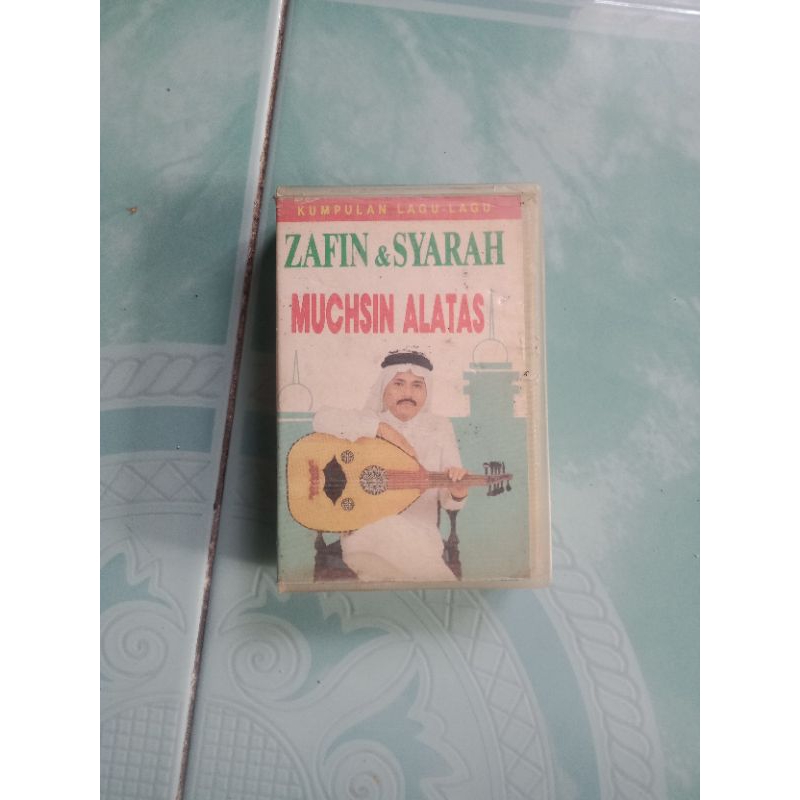 KUMPULAN LAGU-LAGU
ZAFIN & SYARAH
MUCHSIN ALATAS